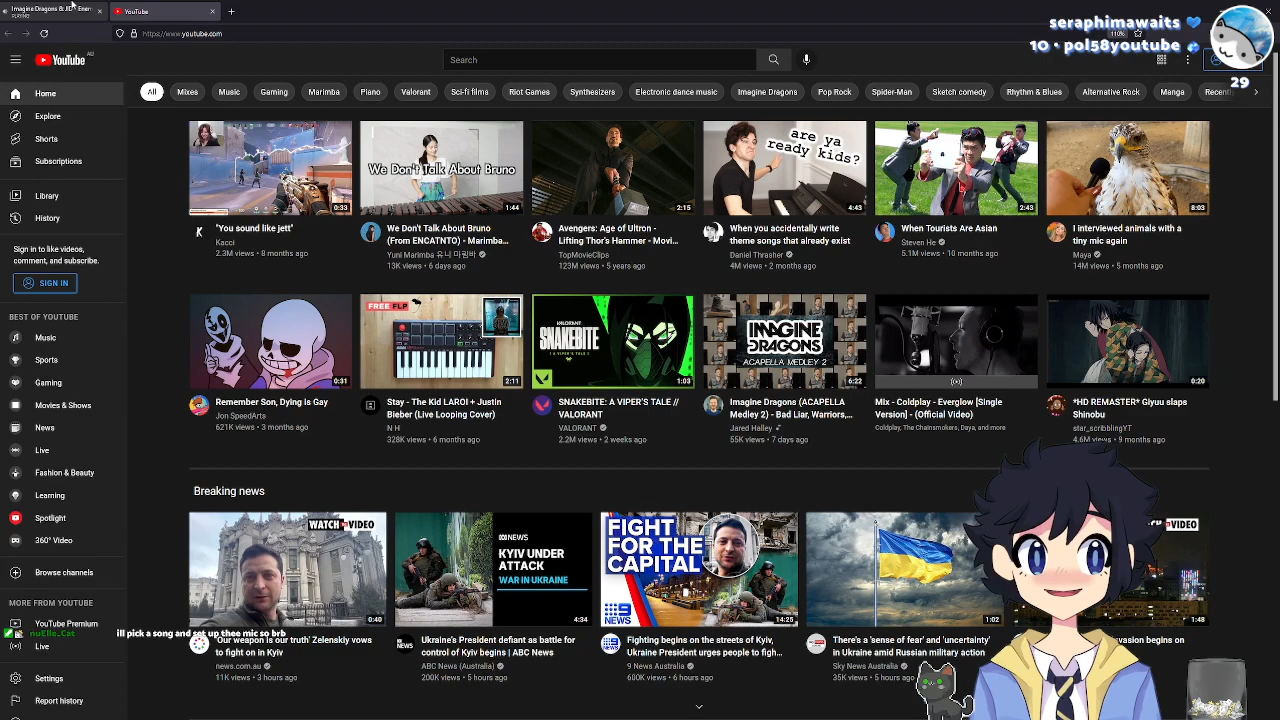 Imagine Dragons
PLAYING
YouTube
https://www.youtube.com
110%
seraphimawaits
10 • pol58youtube
29
YouTube
AU
Search
Home
Explore
Shorts
Subscriptions
Library
History
Sign in to like videos,
comment, and subscribe.
SIGN IN
BEST OF YOUTUBE
Music
Sports
Gaming
Movies & Shows
News
Live
Fashion & Beauty
Learning
Spotlight
360° Video
Browse channels
MORE FROM YOUTUBE
YouTube Premium
nuElle_Cat ill pick a song and set up thee mic so brb
Live
Settings
Report history
All Mixes Music Gaming Marimba Piano Valorant Sci-fi films Riot Games Synthesizers Electronic dance music Imagine Dragons Pop Rock Spider-Man Sketch comedy Rhythm & Blues Alternative Rock Manga
0:33
We Don't Talk About Bruno
1:44
2:15
are ya
ready kids?
4:43
2:43
8:03
"You sound like jett"
Kacci
2.3M views • 8 months ago
We Don't Talk About Bruno
(From ENCATNTO) - Marimba...
Yuni Marimba 유니 마림바
13K views • 6 days ago
Avengers: Age of Ultron -
Lifting Thor's Hammer - Movi...
TopMovieClips
123M views • 5 years ago
When you accidentally write
theme songs that already exist
Daniel Thrasher
4M views • 2 months ago
When Tourists Are Asian
Steven He
5.1M views • 10 months ago
I interviewed animals with a
tiny mic again
Maya
14M views • 5 months ago
0:31
FREE FLP
2:11
VALORANT
SNAKEBITE
A VIPER'S TALE
1:03
IMAGINE
DRAGONS
ACAPELLA MEDLEY 2
6:22
0:20
Remember Son, Dying is Gay
Jon SpeedArts
621K views • 3 months ago
Stay - The Kid LAROI + Justin
Bieber (Live Looping Cover)
N H
328K views • 6 months ago
SNAKEBITE: A VIPER'S TALE //
VALORANT
VALORANT
2.2M views • 2 weeks ago
Imagine Dragons (ACAPELLA
Medley 2) - Bad Liar, Warriors,...
Jared Halley
55K views • 7 days ago
Mix - Coldplay - Everglow [Single
Version] - (Official Video)
Coldplay, The Chainsmokers, Daya, and more
*HD REMASTER* Giyuu slaps
Shinobu
star_scribblingYT
4.6M views • 9 months ago
Breaking news
WATCH VIDEO
0:40
NEWS
KYIV UNDER
ATTACK
WAR IN UKRAINE
4:34
FIGHT
FOR THE
CAPITAL
9NEWS
14:25
1:02
VIDEO
1:48
'Our weapon is our truth' Zelenskyy vows
to fight on in Kyiv
news.com.au
11K views • 3 hours ago
Ukraine's President defiant as battle for
control of Kyiv begins | ABC News
ABC News (Australia)
200K views • 5 hours ago
Fighting begins on the streets of Kyiv,
Ukraine President urges people to figh...
9 News Australia
600K views • 6 hours ago
There's a 'sense of fear and 'uncertainty'
in Ukraine amid Russian military action
Sky News Australia
35K views • 5 hours ago
invasion begins on